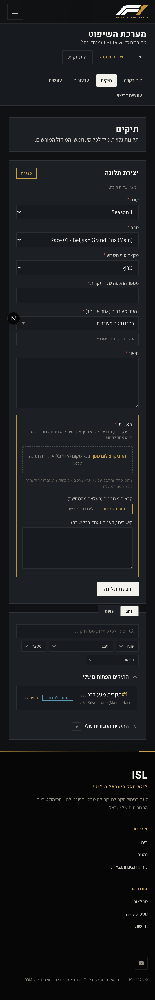 F1
ISRAELI SUPER LEAGUE
מערכת השיפוט
מחוברים כ־Test Driver (מנהל, נהג)
EN
שינוי סיסמה
התנתקות
לוח בקרה
תיקים
ערעורים
עונשים
עונשים לריצוי
תיקים
תלונות גלויות מיד לכל משתמשי המודול המורשים.
יצירת תלונה
סגירה
* מציין שדות חובה.
עונה *
Season 1
סבב *
Race 01 - Belgian Grand Prix (Main)
מקצה סוף השבוע *
מרוץ
מספר ההקפה של התקרית *
נהגים מעורבים (אחד או יותר) *
בחרו נהגים מעורבים
N
הנהגים שנבחרו יופיעו כאן.
תיאור *
ראיות *
צרפו קבצים, הדביקו צילומי מסך או הוסיפו קישורים/הערות. נדרש
פריט אחד לפחות.
הדביקו צילום מסך בכל מקום (Ctrl+V) או גררו תמונה
לכאן
צילומי מסך שהודבקו עם Ctrl+V מצורפים אוטומטית. ניתן גם לגרור ולשחרר
קובצי תמונה למעלה.
קבצים מצורפים (העלאה מהמחשב)
בחירת קבצים
לא נבחרו קבצים
קישורים / הערות (אחד בכל שורה)
הגשת תלונה
נהג
שופט
סינון לפי כותרת, מס' תיק…
עונה
סבב
מקצה
סטטוס
התיקים הפתוחים שלי
1
#1 תקרית מגע בכני…
…5 - Silverstone (Main) · Race
ממתין לתגובה
פתיחה →
התיקים הסגורים שלי
0
ISL
ליגת העל הישראלית ל-F1
ליגה בניהול הקהילה. קהילת מרוצי הפורמולה 1 הסימולטיביים
התחרותית של ישראל.
הליגה
בית
נהגים
לוח מרוצים ותוצאות
נתונים
טבלאות
סטטיסטיקה
חדשות
© 2026 ISL — ליגת העל הישראלית ל-F1. איננו מסונפים לפורמולה 1 או ל-FOM.